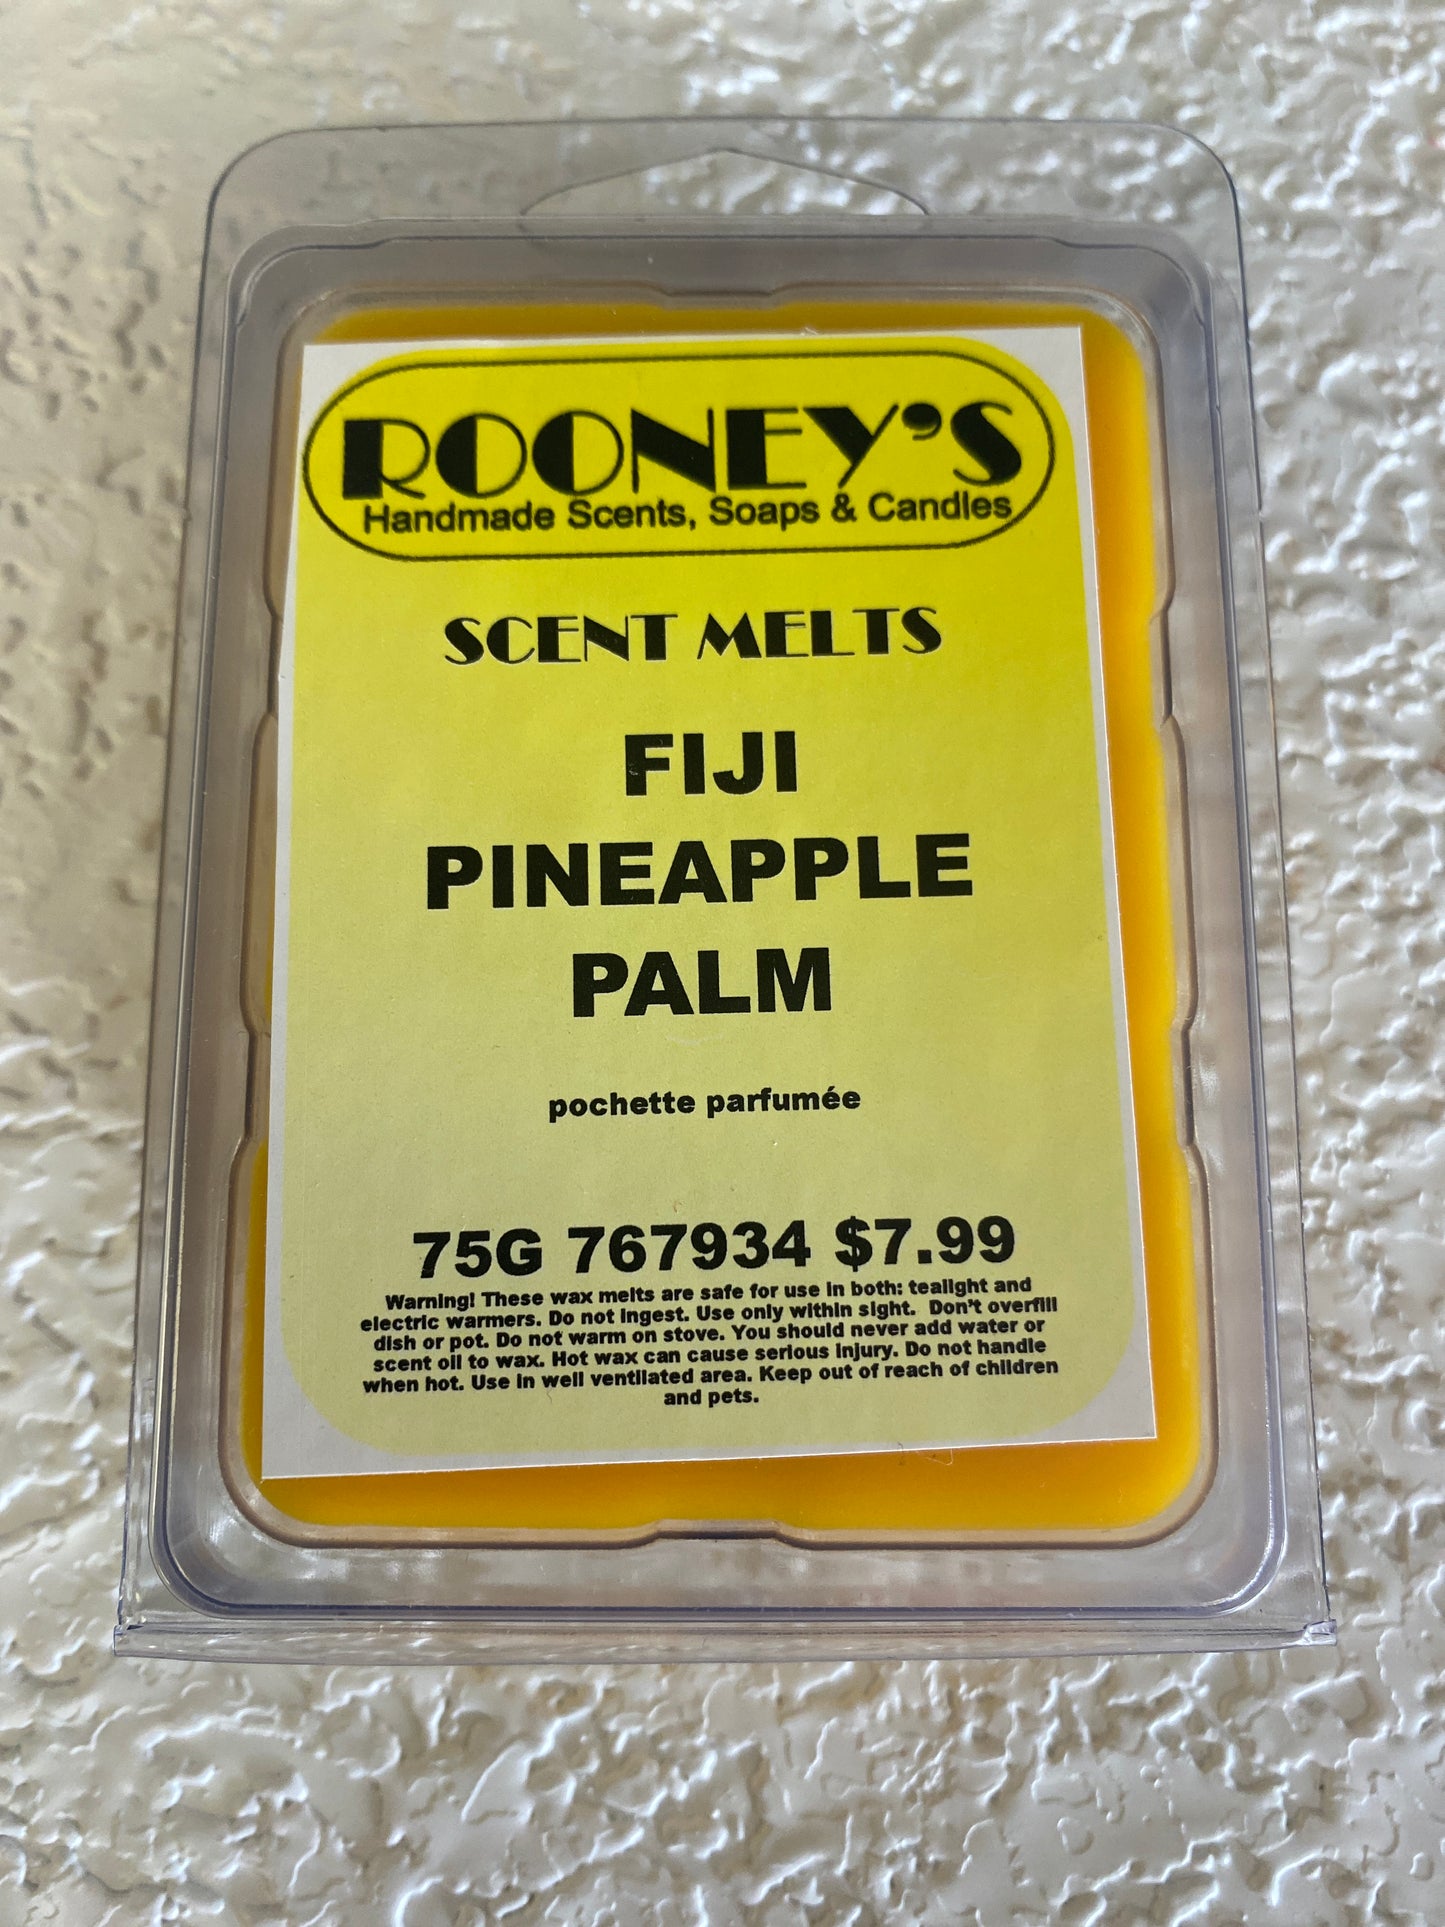 ROONEY'S
Handmade Scents, Soaps & Candles
SCENT MELTS
FIJI
PINEAPPLE
PALM
pochette parfumée
75G 767934 $7.99
Warning! These wax melts are safe for use in both: tealight and
electric warmers. Do not ingest. Use only within sight. Don't overfill
dish or pot. Do not warm on stove. You should never add water or
scent oil to wax. Hot wax can cause serious injury. Do not handle
when hot. Use in well ventilated area. Keep out of reach of children
and pets.